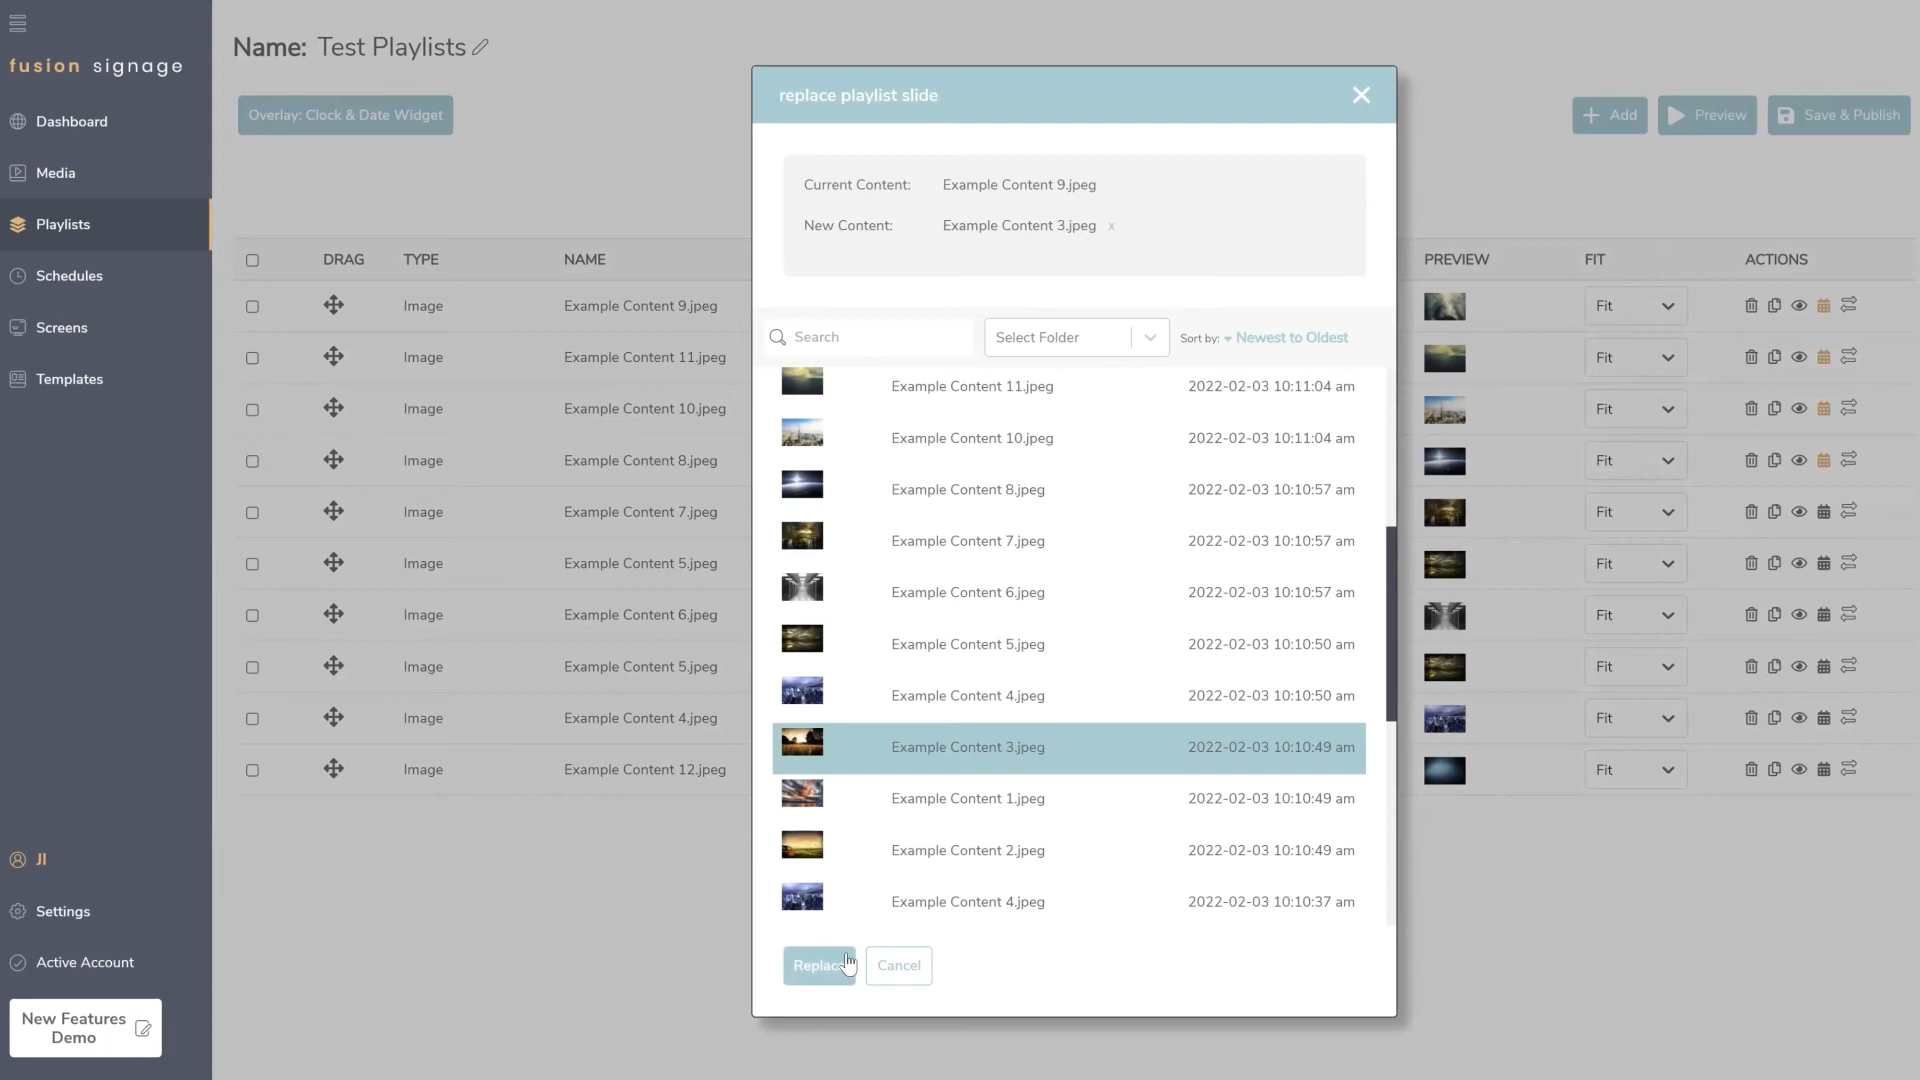 fusion signage
Dashboard
Media
Playlists
Schedules
Screens
Templates
JI
Settings
Active Account
New Features
Demo
Name: Test Playlists
Overlay: Clock & Date Widget
Add
Preview
Save & Publish
DRAG TYPE NAME
PREVIEW FIT ACTIONS
Image Example Content 9.jpeg Fit
Image Example Content 11.jpeg Fit
Image Example Content 10.jpeg Fit
Image Example Content 8.jpeg Fit
Image Example Content 7.jpeg Fit
Image Example Content 5.jpeg Fit
Image Example Content 6.jpeg Fit
Image Example Content 5.jpeg Fit
Image Example Content 4.jpeg Fit
Image Example Content 12.jpeg Fit
replace playlist slide
Current Content: Example Content 9.jpeg
New Content: Example Content 3.jpeg x
Search
Select Folder
Sort by: Newest to Oldest
Example Content 11.jpeg 2022-02-03 10:11:04 am
Example Content 10.jpeg 2022-02-03 10:11:04 am
Example Content 8.jpeg 2022-02-03 10:10:57 am
Example Content 7.jpeg 2022-02-03 10:10:57 am
Example Content 6.jpeg 2022-02-03 10:10:57 am
Example Content 5.jpeg 2022-02-03 10:10:50 am
Example Content 4.jpeg 2022-02-03 10:10:50 am
Example Content 3.jpeg 2022-02-03 10:10:49 am
Example Content 1.jpeg 2022-02-03 10:10:49 am
Example Content 2.jpeg 2022-02-03 10:10:49 am
Example Content 4.jpeg 2022-02-03 10:10:37 am
Replace
Cancel